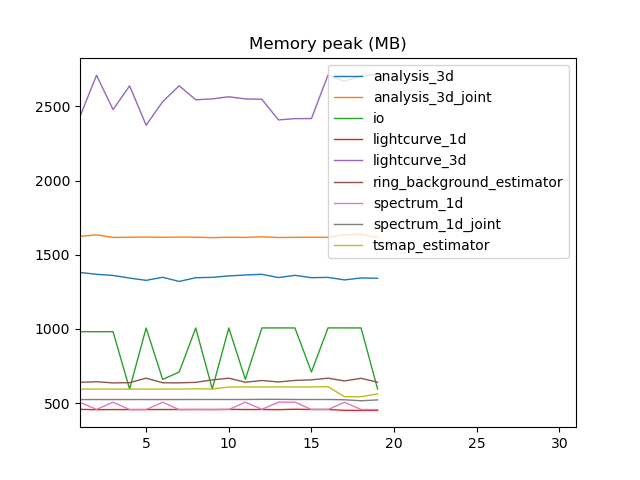 Memory peak (MB)
analysis_3d
analysis_3d_joint
io
lightcurve_1d
lightcurve_3d
ring_background_estimator
spectrum_1d
spectrum_1d_joint
tsmap_estimator
2500
2000
1500
1000
500
5 10 15 20 25 30